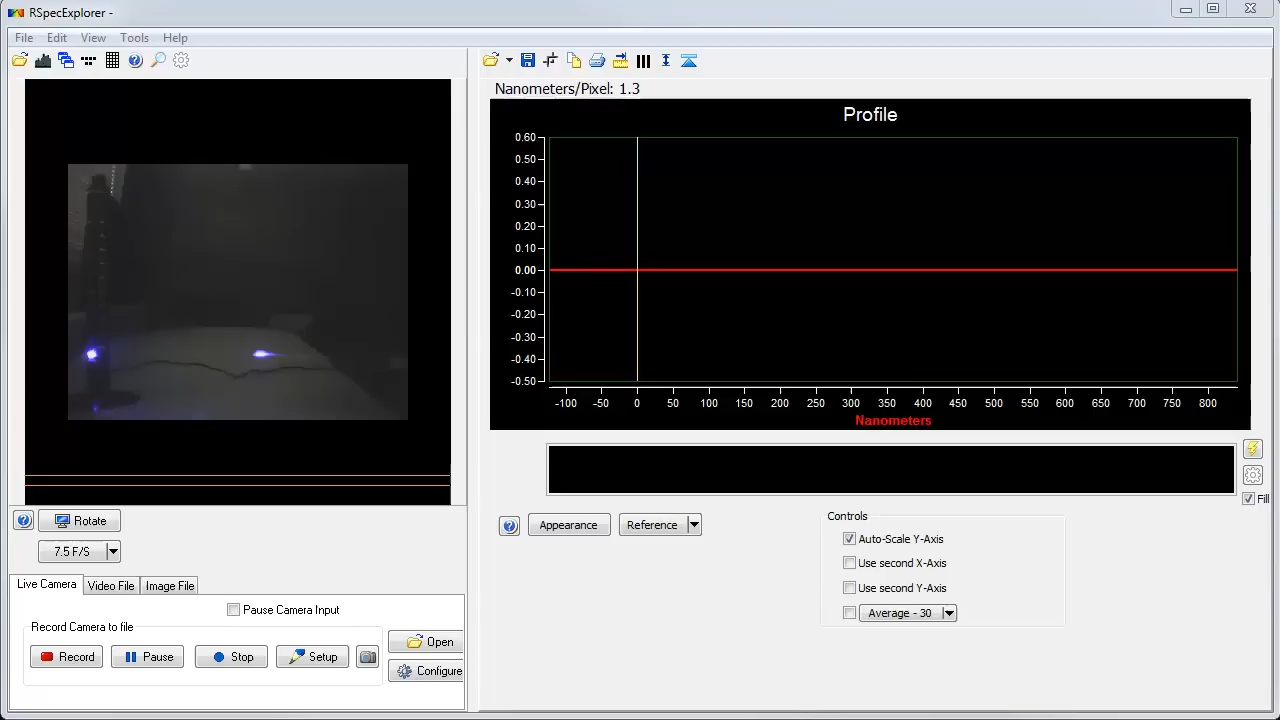 RSpecExplorer -
File Edit View Tools Help
Nanometers/Pixel: 1.3
Profile
0.60
0.50
0.40
0.30
0.20
0.10
0.00
-0.10
-0.20
-0.30
-0.40
-0.50
-100 -50 0 50 100 150 200 250 300 350 400 450 500 550 600 650 700 750 800
Nanometers
Fill
Rotate
7.5 F/S
Appearance Reference
Controls
Auto-Scale Y-Axis
Use second X-Axis
Use second Y-Axis
Average - 30
Live Camera Video File Image File
Pause Camera Input
Record Camera to file
Record Pause Stop Setup
Open
Configure